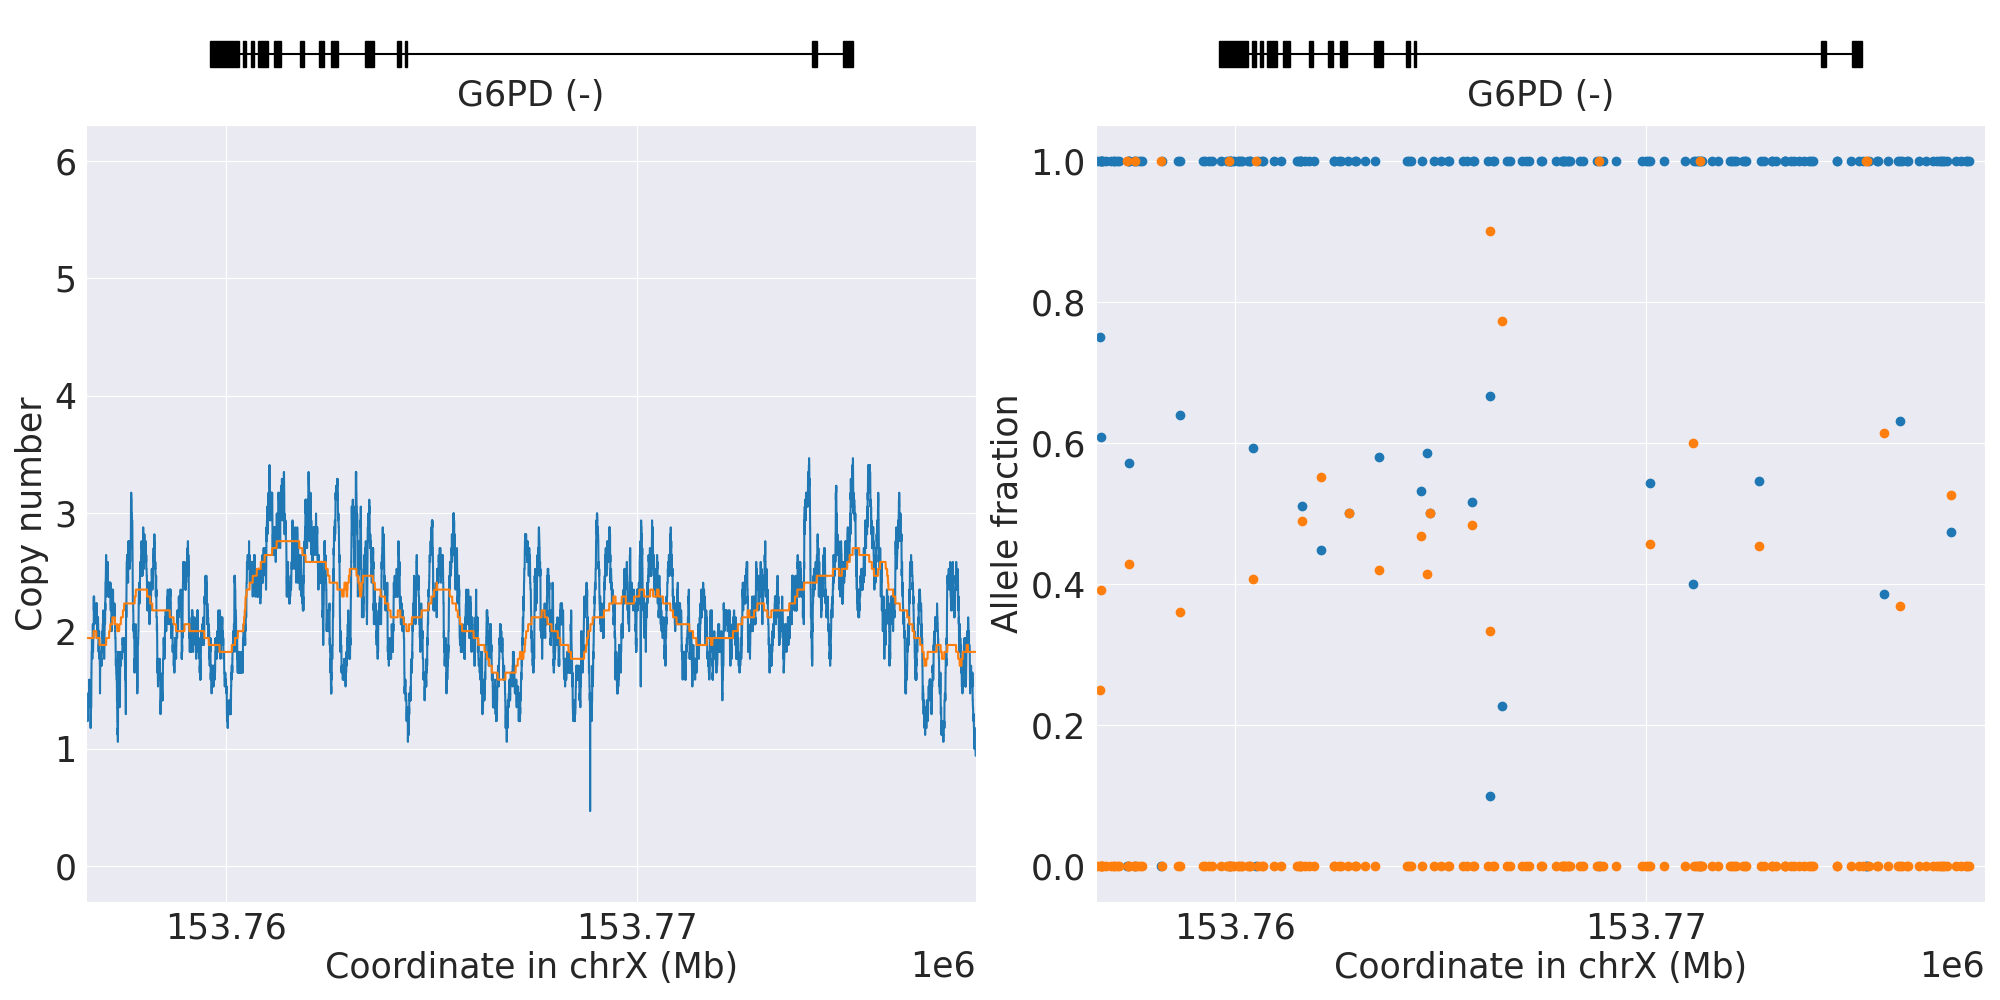 G6PD (-)
G6PD (-)
Copy number
6
5
4
3
2
1
0
153.76
153.77
Coordinate in chrX (Mb)
1e6
Allele fraction
1.0
0.8
0.6
0.4
0.2
0.0
153.76
153.77
Coordinate in chrX (Mb)
1e6